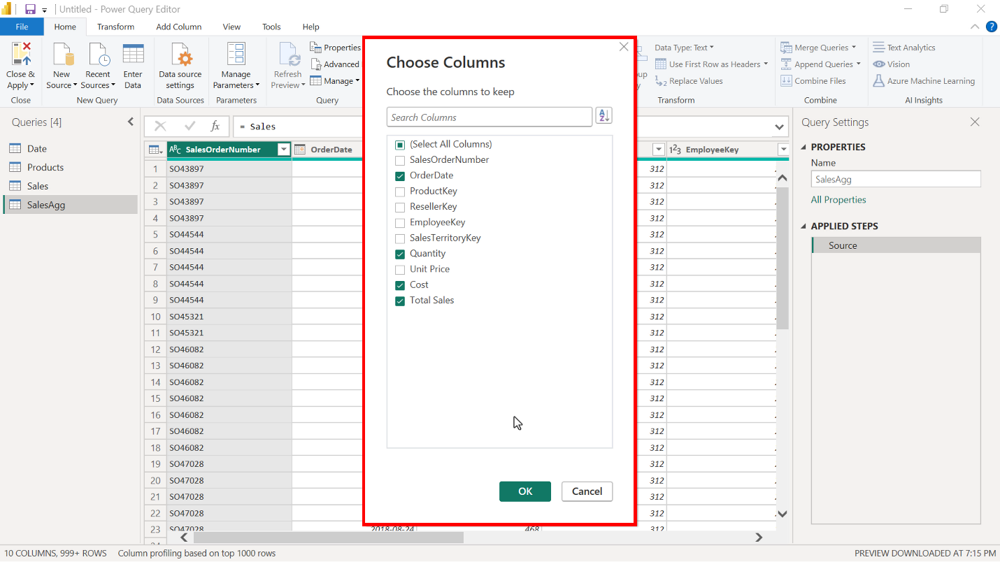 Untitled - Power Query Editor
File Home Transform Add Column View Tools Help
Close & Apply
Close
New Source
Recent Sources
Enter Data
New Query
Data source settings
Data Sources
Manage Parameters
Parameters
Refresh Preview
Properties
Advanced
Manage
Query
Data Type: Text
Use First Row as Headers
Replace Values
Transform
Merge Queries
Append Queries
Combine Files
Combine
Text Analytics
Vision
Azure Machine Learning
AI Insights
Queries [4]
Date
Products
Sales
SalesAgg
fx = Sales
ABC SalesOrderNumber OrderDate 123 EmployeeKey
1 SO43897 312
2 SO43897 312
3 SO43897 312
4 SO43897 312
5 SO44544 312
6 SO44544 312
7 SO44544 312
8 SO44544 312
9 SO44544 312
10 SO45321 312
11 SO45321 312
12 SO46082 312
13 SO46082 312
14 SO46082 312
15 SO46082 312
16 SO46082 312
17 SO46082 312
18 SO46082 312
19 SO47028 312
20 SO47028 312
21 SO47028 312
22 SO47028 312
23 SO47028 2018-08-24 468 312
Choose Columns
Choose the columns to keep
Search Columns
AZ
(Select All Columns)
SalesOrderNumber
OrderDate
ProductKey
ResellerKey
EmployeeKey
SalesTerritoryKey
Quantity
Unit Price
Cost
Total Sales
OK Cancel
Query Settings
PROPERTIES
Name
SalesAgg
All Properties
APPLIED STEPS
Source
10 COLUMNS, 999+ ROWS Column profiling based on top 1000 rows PREVIEW DOWNLOADED AT 7:15 PM